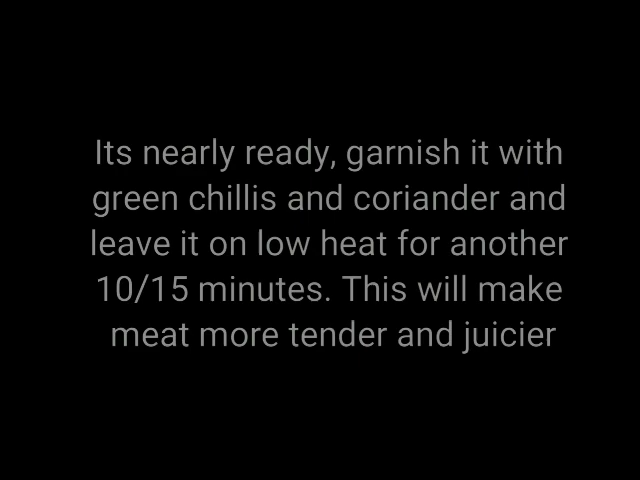 Its nearly ready, garnish it with
green chillis and coriander and
leave it on low heat for another
10/15 minutes. This will make
meat more tender and juicier